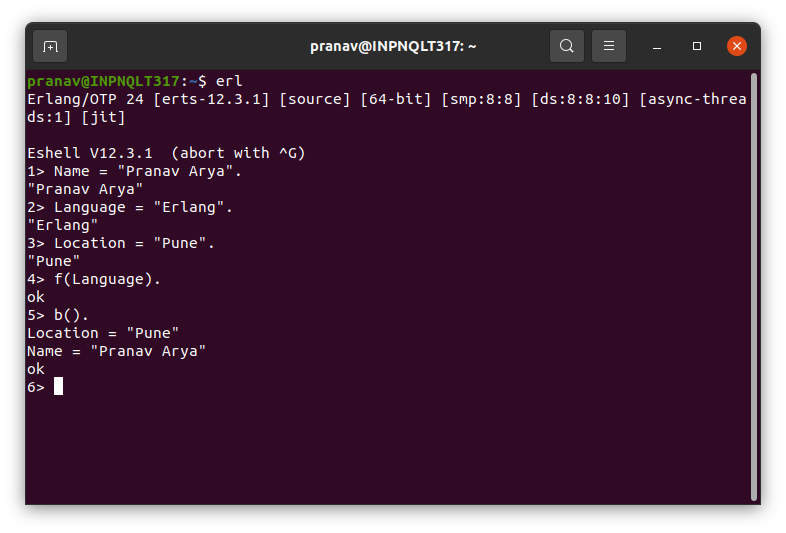 pranav@INPNQLT317: ~
pranav@INPNQLT317:~$ erl
Erlang/OTP 24 [erts-12.3.1] [source] [64-bit] [smp:8:8] [ds:8:8:10] [async-threa
ds:1] [jit]
Eshell V12.3.1  (abort with ^G)
1> Name = "Pranav Arya".
"Pranav Arya"
2> Language = "Erlang".
"Erlang"
3> Location = "Pune".
"Pune"
4> f(Language).
ok
5> b().
Location = "Pune"
Name = "Pranav Arya"
ok
6>